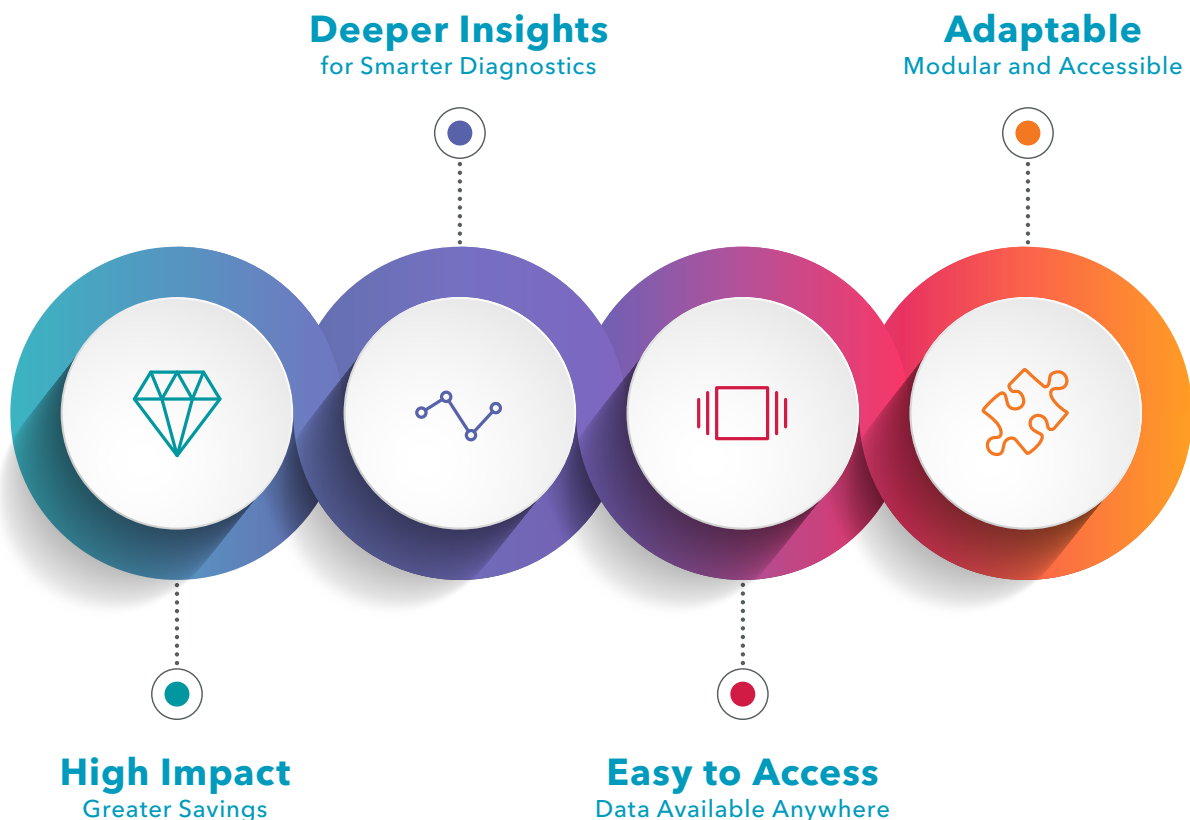 Deeper Insights
for Smarter Diagnostics
Adaptable
Modular and Accessible
High Impact
Greater Savings
Easy to Access
Data Available Anywhere